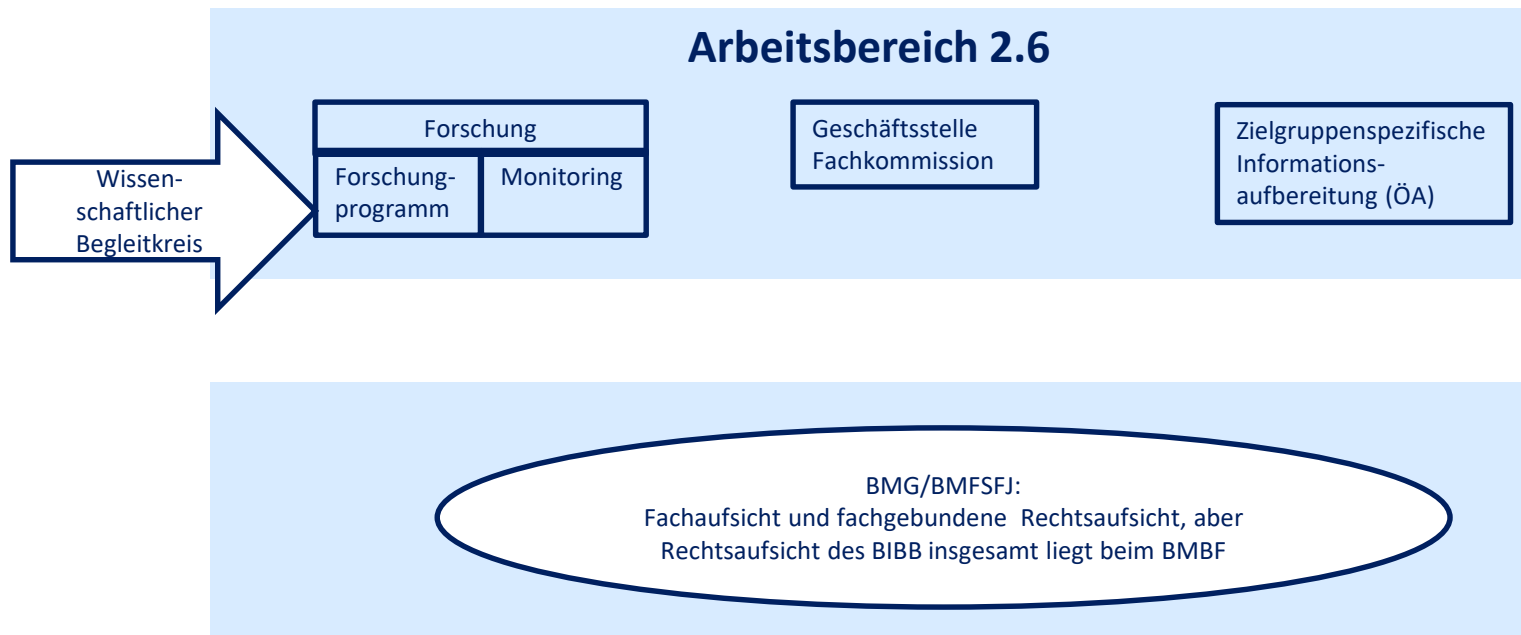 Arbeitsbereich 2.6
Wissen-
schaftlicher
Begleitkreis
Forschung
Forschung-
programm
Monitoring
Geschäftsstelle
Fachkommission
Zielgruppenspezifische
Informations-
aufbereitung (ÖA)
BMG/BMFSFJ:
Fachaufsicht und fachgebundene Rechtsaufsicht, aber
Rechtsaufsicht des BIBB insgesamt liegt beim BMBF